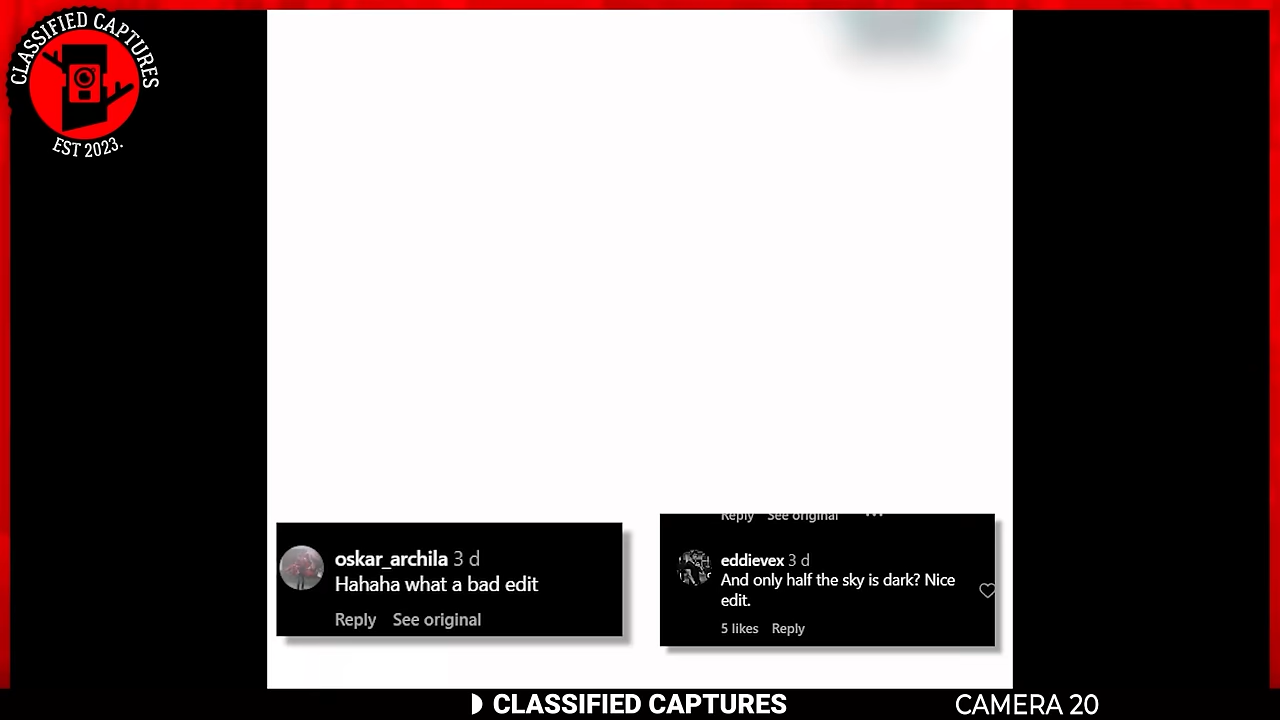 CLASSIFIED CAPTURES
EST 2023.
Reply See original ...
oskar_archila 3 d
Hahaha what a bad edit
Reply See original
eddievex 3 d
And only half the sky is dark? Nice
edit.
5 likes Reply
CLASSIFIED CAPTURES
CAMERA 20